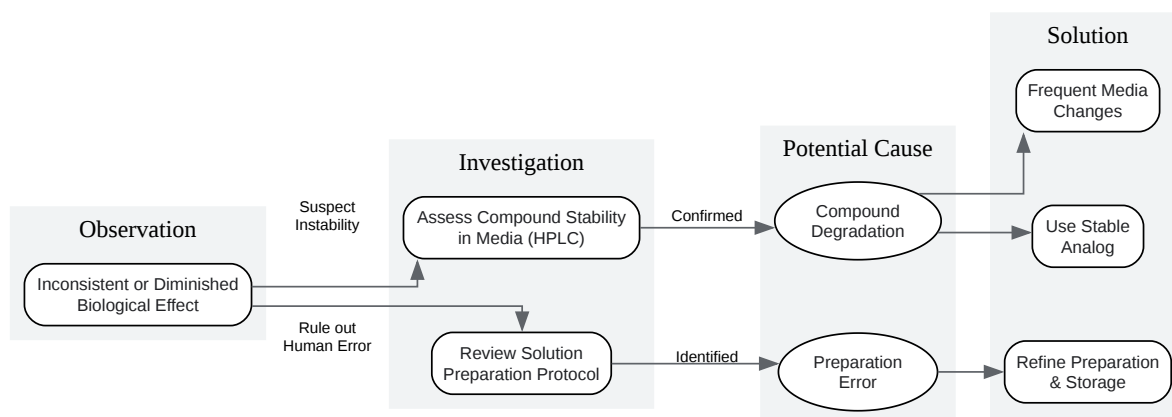 Observation
Inconsistent or Diminished
Biological Effect
Suspect
Instability
Rule out
Human Error
Investigation
Assess Compound Stability
in Media (HPLC)
Review Solution
Preparation Protocol
Confirmed
Identified
Potential Cause
Compound
Degradation
Preparation
Error
Solution
Frequent Media
Changes
Use Stable
Analog
Refine Preparation
& Storage